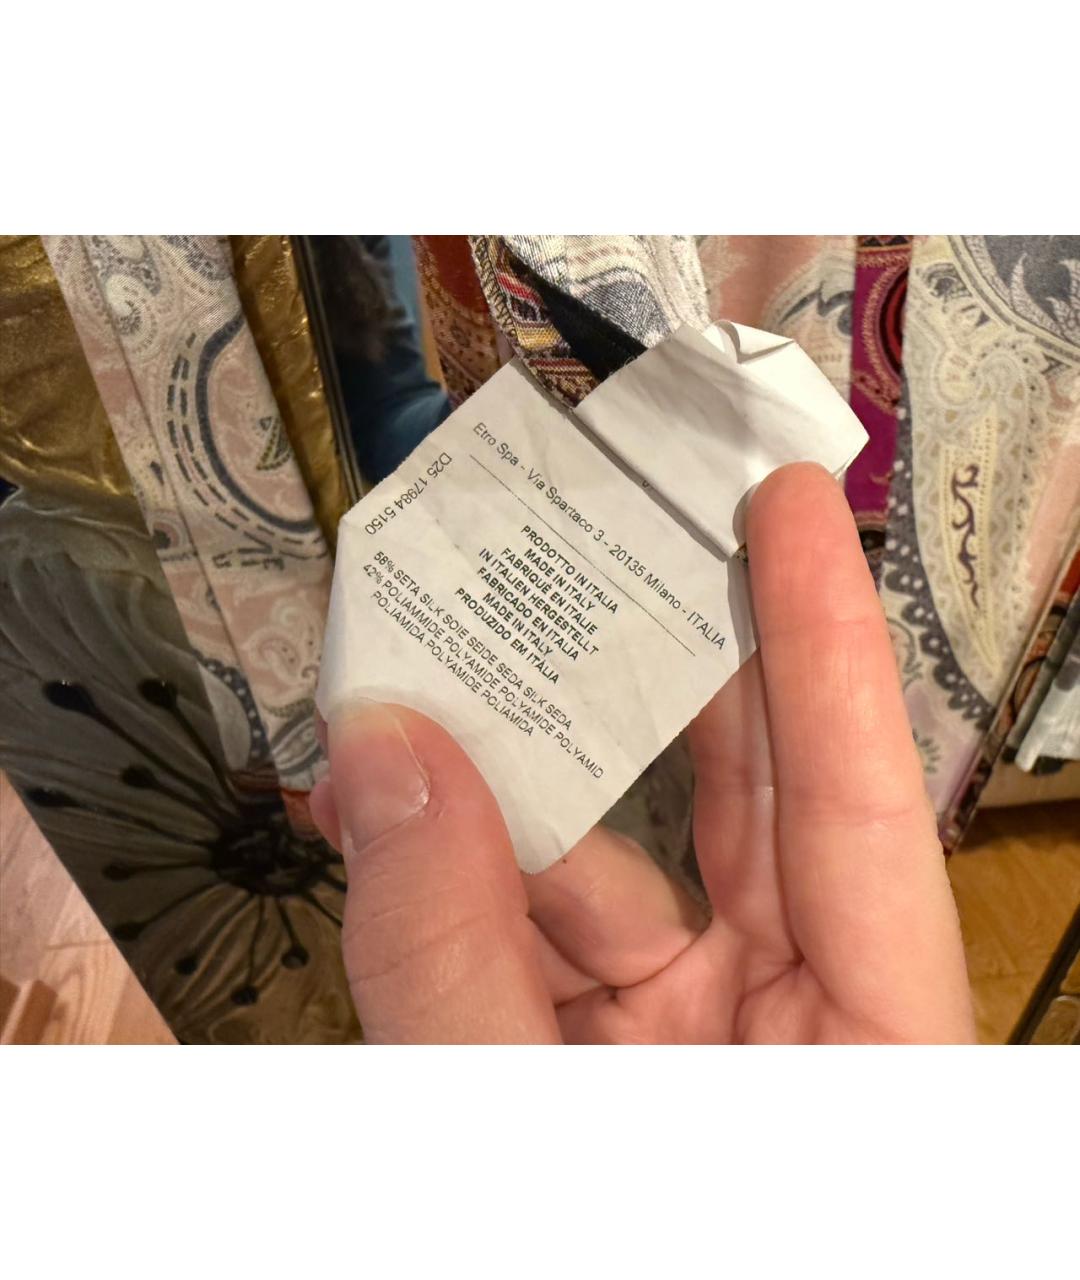 Etro Spa - Via Spartaco 3 - 20135 Milano - ITALIA
D25 17984 5150
PRODOTTO IN ITALIA
MADE IN ITALY
FABRIQUÉ EN ITALIE
IN ITALIEN HERGESTELLT
FABRICADO EN ITALIA
MADE IN ITALY
PRODUZIDO EM ITÁLIA
58% SETA SILK SOIE SEIDE SEDA SILK SEDA
42% POLIAMMIDE POLYAMIDE POLYAMIDE POLYAMID
POLIAMIDA POLYAMIDE POLIAMIDA